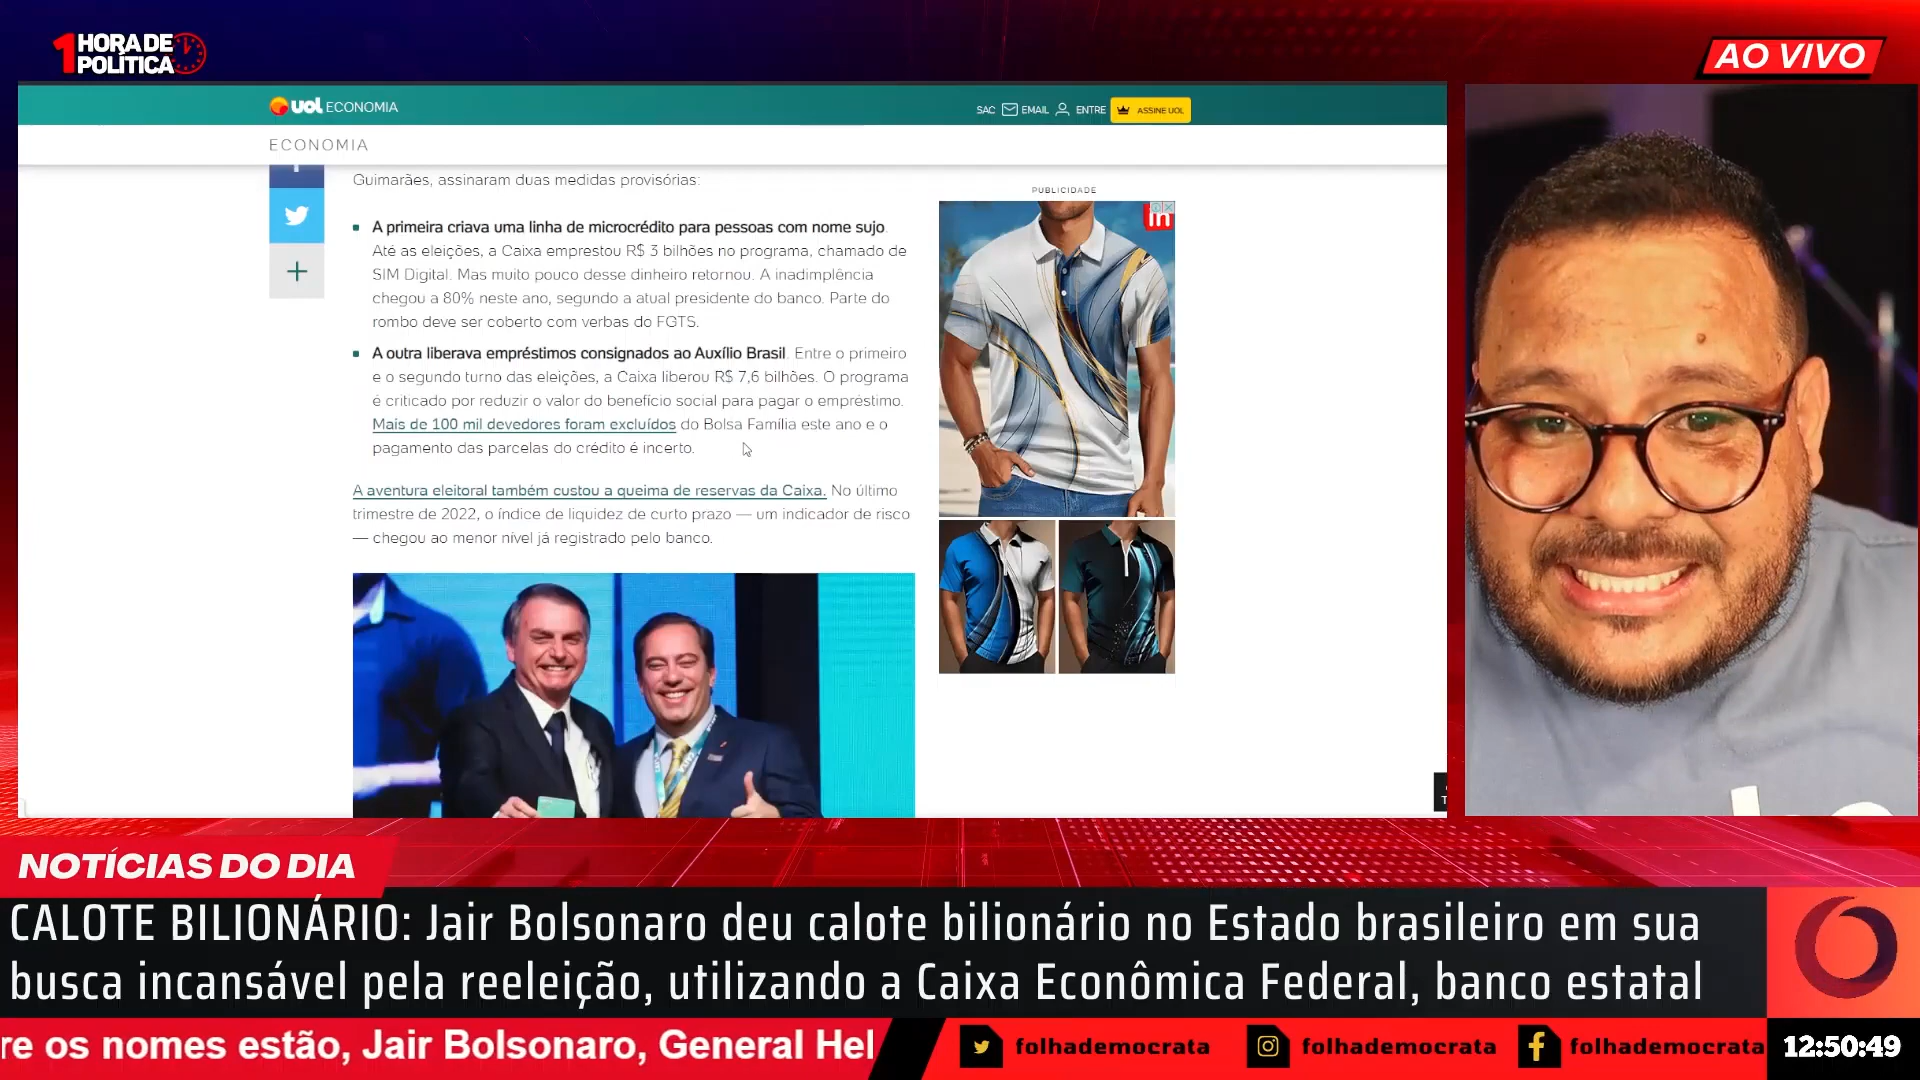 1 HORA DE
POLÍTICA
AO VIVO
uol ECONOMIA
SAC EMAIL ENTRE ASSINE UOL
ECONOMIA
Guimarães, assinaram duas medidas provisórias:
A primeira criava uma linha de microcrédito para pessoas com nome sujo.
Até as eleições, a Caixa emprestou R$ 3 bilhões no programa, chamado de
SIM Digital. Mas muito pouco desse dinheiro retornou. A inadimplência
chegou a 80% neste ano, segundo a atual presidente do banco. Parte do
rombo deve ser coberto com verbas do FGTS.
A outra liberava empréstimos consignados ao Auxílio Brasil. Entre o primeiro
e o segundo turno das eleições, a Caixa liberou R$ 7,6 bilhões. O programa
é criticado por reduzir o valor do benefício social para pagar o empréstimo.
Mais de 100 mil devedores foram excluídos do Bolsa Família este ano e o
pagamento das parcelas do crédito é incerto.
A aventura eleitoral também custou a queima de reservas da Caixa. No último
trimestre de 2022, o índice de liquidez de curto prazo — um indicador de risco
— chegou ao menor nível já registrado pelo banco.
PUBLICIDADE
NOTÍCIAS DO DIA
CALOTE BILIONÁRIO: Jair Bolsonaro deu calote bilionário no Estado brasileiro em sua
busca incansável pela reeleição, utilizando a Caixa Econômica Federal, banco estatal
re os nomes estão, Jair Bolsonaro, General Hel
folhademocrata
folhademocrata
folhademocrata
12:50:49